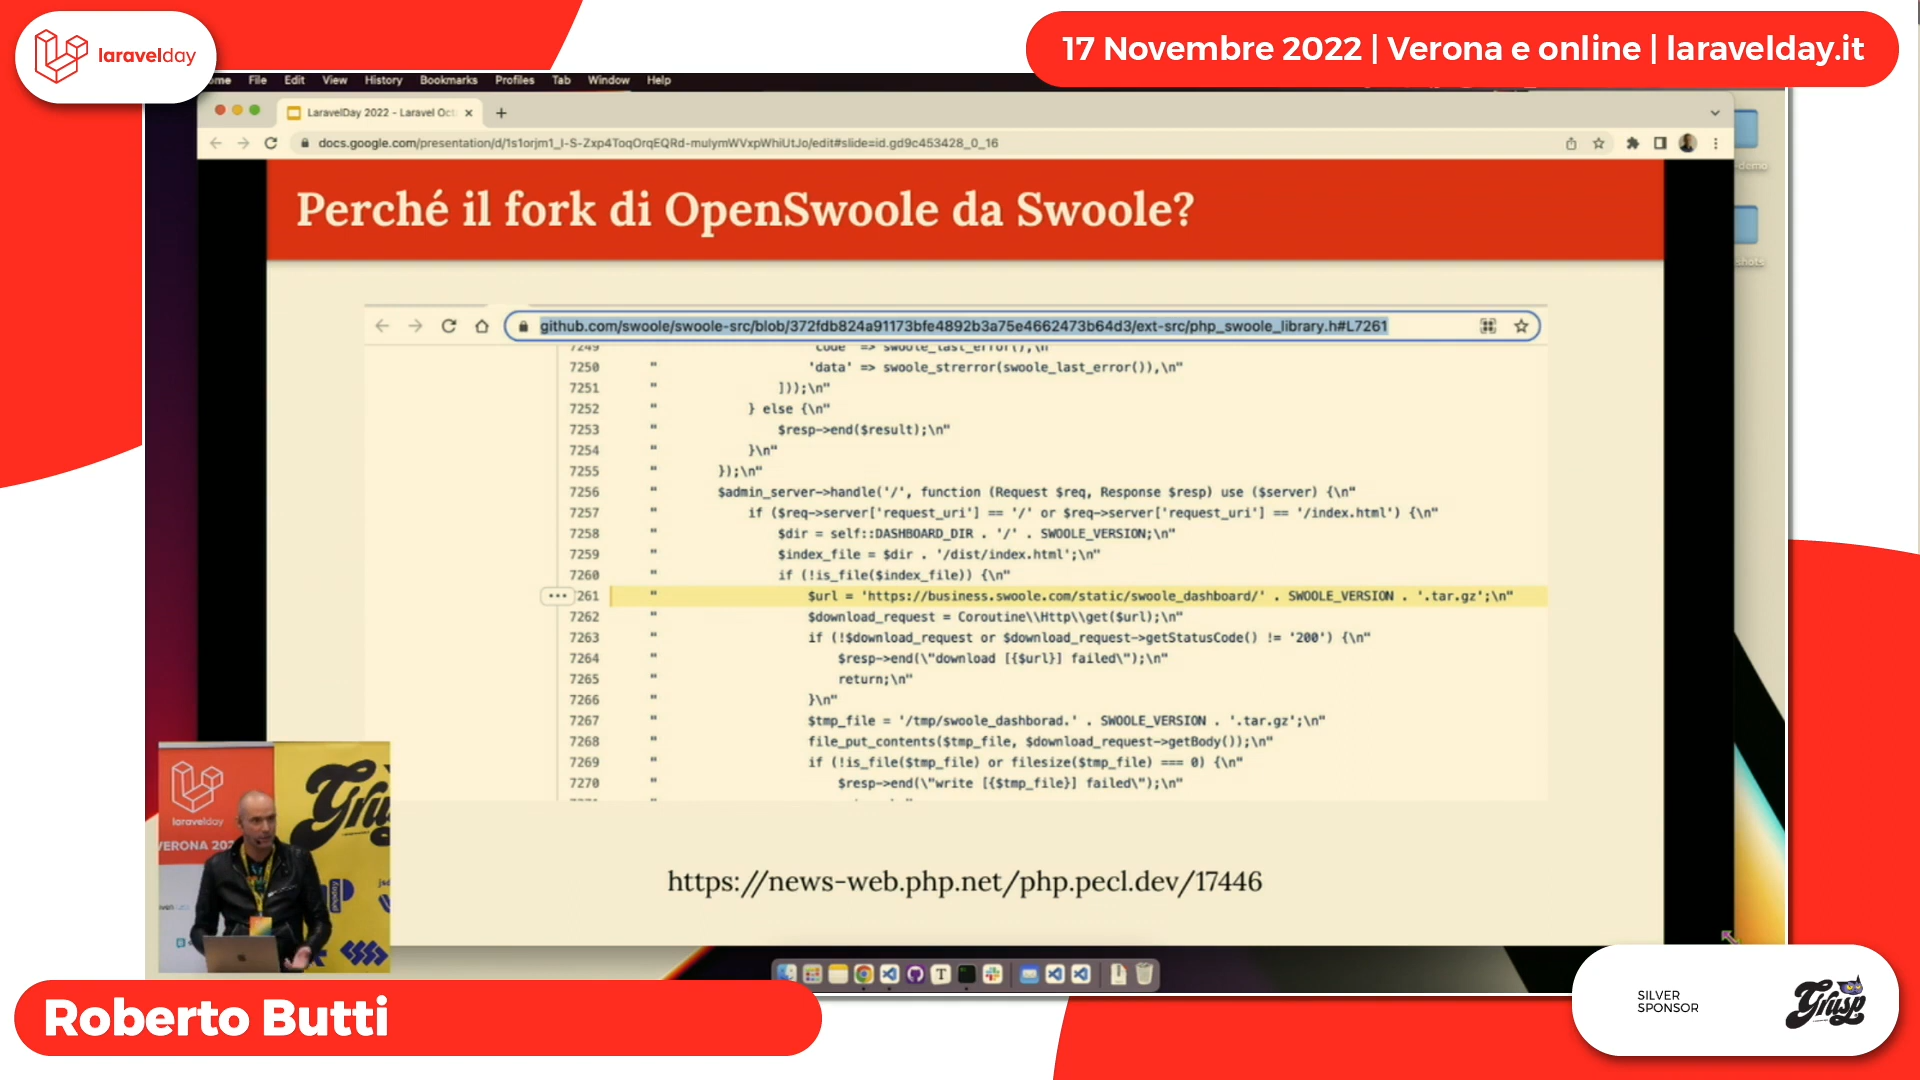 laravelday
17 Novembre 2022 | Verona e online | laravelday.it
File Edit View History Bookmarks Profiles Tab Window Help
LaravelDay 2022 - Laravel Oct
docs.google.com/presentation/d/1s1orjm1_I-S-Zxp4ToqOrqEQRd-mulymWVxpWhiUtJo/edit#slide=id.gd9c453428_0_16
Perché il fork di OpenSwoole da Swoole?
github.com/swoole/swoole-src/blob/372fdb824a91173bfe4892b3a75e4662473b64d3/ext-src/php_swoole_library.h#L7261
7249 " 'code' => swoole_last_error(),\n"
7250 " 'data' => swoole_strerror(swoole_last_error()),\n"
7251 " ]));\n"
7252 " } else {\n"
7253 " $resp->end($result);\n"
7254 " }\n"
7255 " });\n"
7256 " $admin_server->handle('/', function (Request $req, Response $resp) use ($server) {\n"
7257 " if ($req->server['request_uri'] == '/' or $req->server['request_uri'] == '/index.html') {\n"
7258 " $dir = self::DASHBOARD_DIR . '/' . SWOOLE_VERSION;\n"
7259 " $index_file = $dir . '/dist/index.html';\n"
7260 " if (!is_file($index_file)) {\n"
261 " $url = 'https://business.swoole.com/static/swoole_dashboard/' . SWOOLE_VERSION . '.tar.gz';\n"
7262 " $download_request = Coroutine\\Http\\get($url);\n"
7263 " if (!$download_request or $download_request->getStatusCode() != '200') {\n"
7264 " $resp->end(\"download [{$url}] failed\");\n"
7265 " return;\n"
7266 " }\n"
7267 " $tmp_file = '/tmp/swoole_dashborad.' . SWOOLE_VERSION . '.tar.gz';\n"
7268 " file_put_contents($tmp_file, $download_request->getBody());\n"
7269 " if (!is_file($tmp_file) or filesize($tmp_file) === 0) {\n"
7270 " $resp->end(\"write [{$tmp_file}] failed\");\n"
https://news-web.php.net/php.pecl.dev/17446
laravelday
VERONA 202
Grusp
Roberto Butti
SILVER
SPONSOR
Grusp